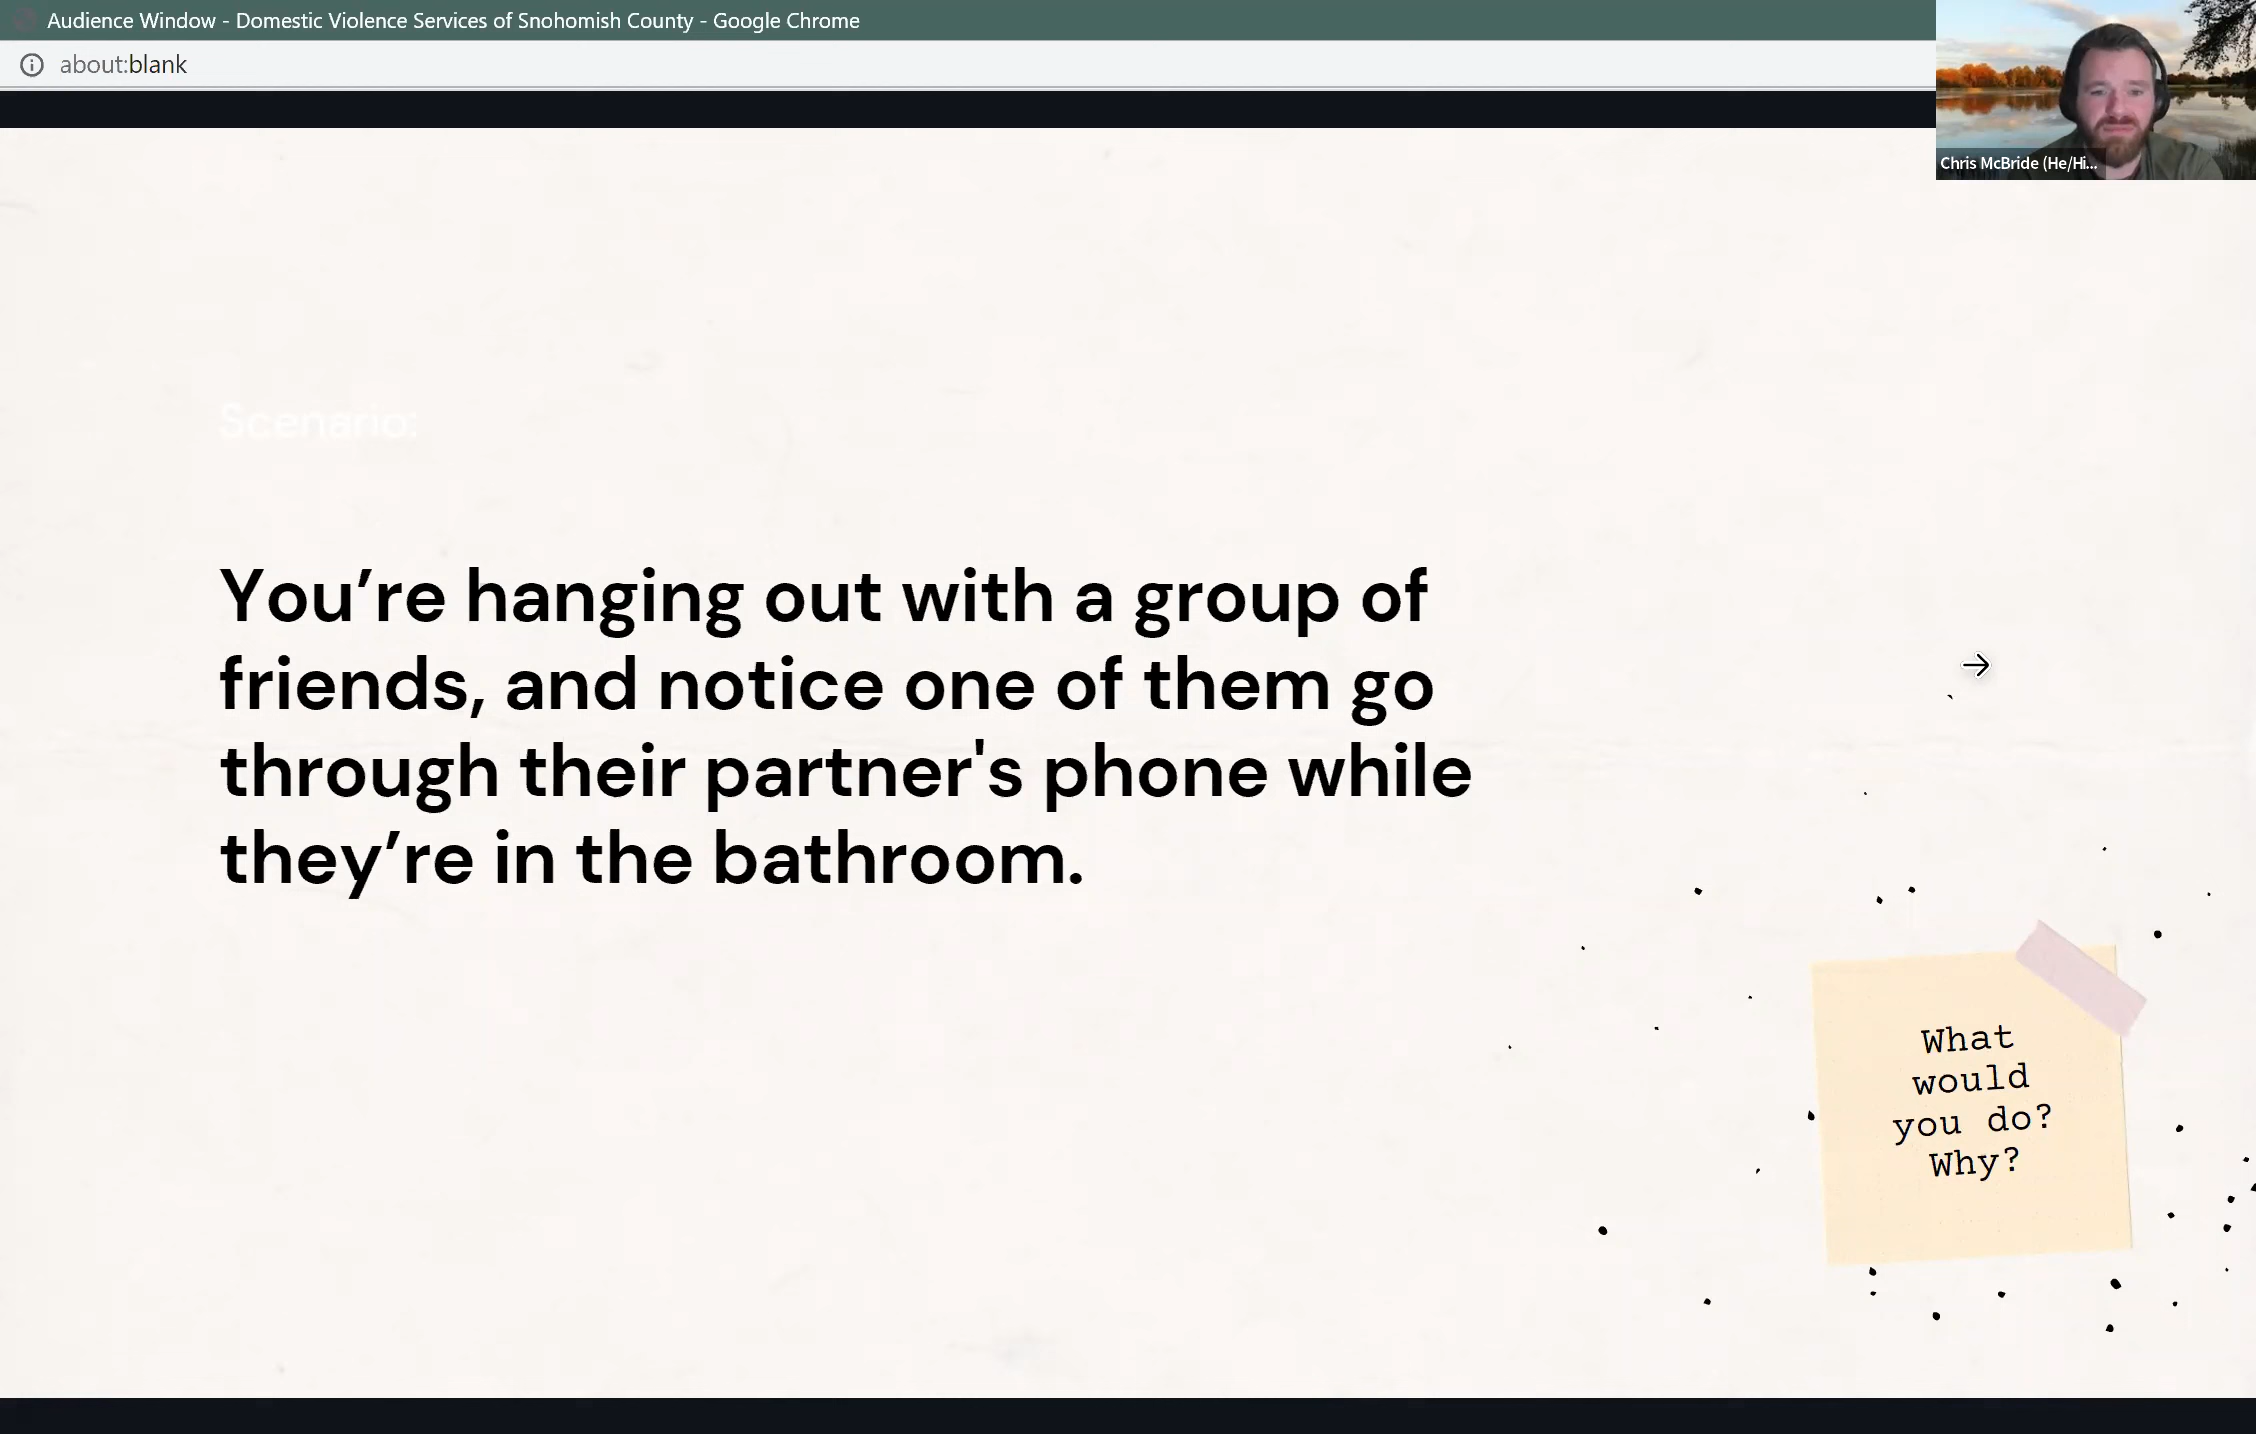 Audience Window - Domestic Violence Services of Snohomish County - Google Chrome
about:blank
Chris McBride (He/Hi...
Scenario:
You’re hanging out with a group of
friends, and notice one of them go
through their partner's phone while
they’re in the bathroom.
What
would
you do?
Why?